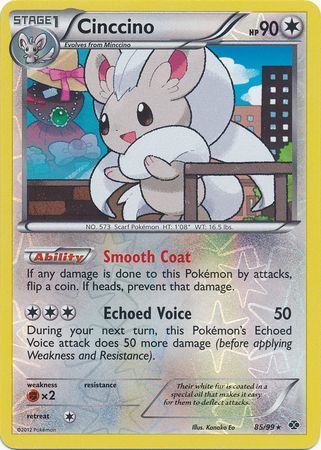 STAGE1
Cinccino
HP 90
Evolves from Minccino
NO. 573 Scarf Pokémon HT: 1'08" WT: 16.5 lbs.
Ability Smooth Coat
If any damage is done to this Pokémon by attacks,
flip a coin. If heads, prevent that damage.
Echoed Voice 50
During your next turn, this Pokémon's Echoed
Voice attack does 50 more damage (before applying
Weakness and Resistance).
weakness
resistance
×2
retreat
Their white fur is coated in a
special oil that makes it easy
for them to deflect attacks.
©2012 Pokémon
Illus. Kanako Eo
85/99★